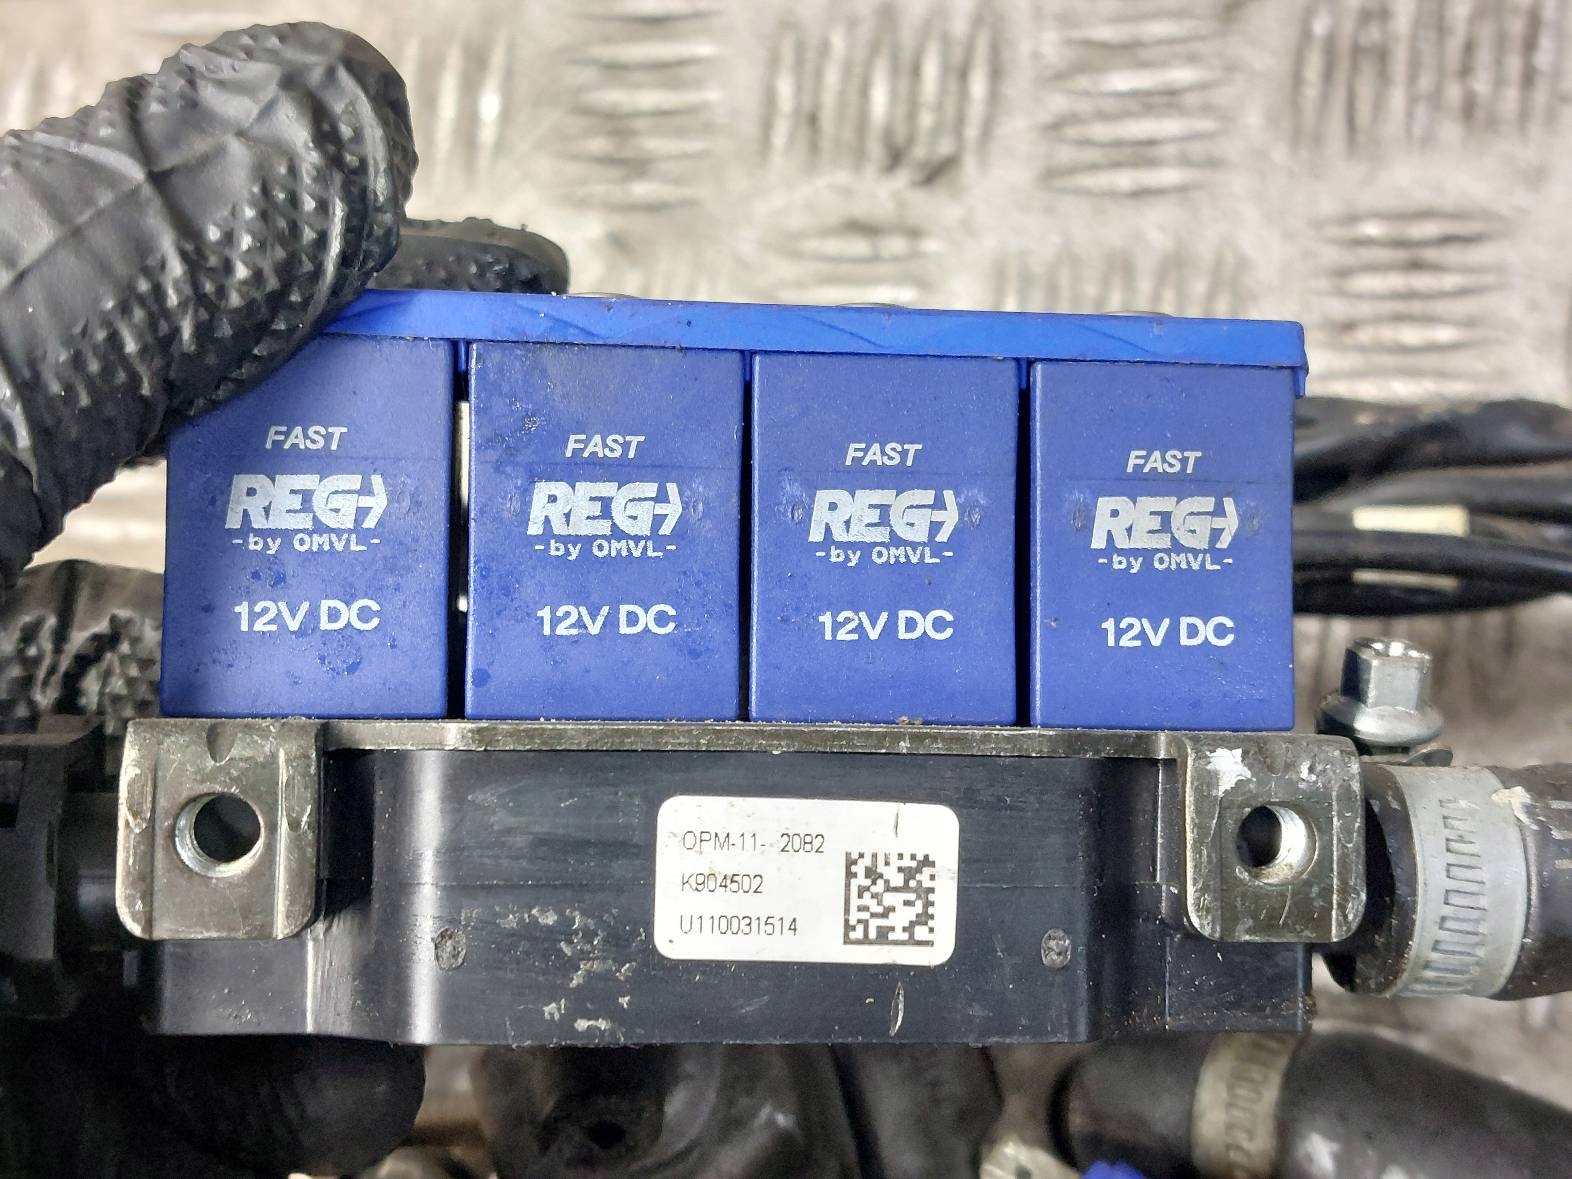 FAST FAST FAST FAST
REG REG REG REG
-by OMVL- -by OMVL- -by OMVL- -by OMVL-
12V DC 12V DC 12V DC 12V DC
OPM-11- 2082
K904502
U110031514